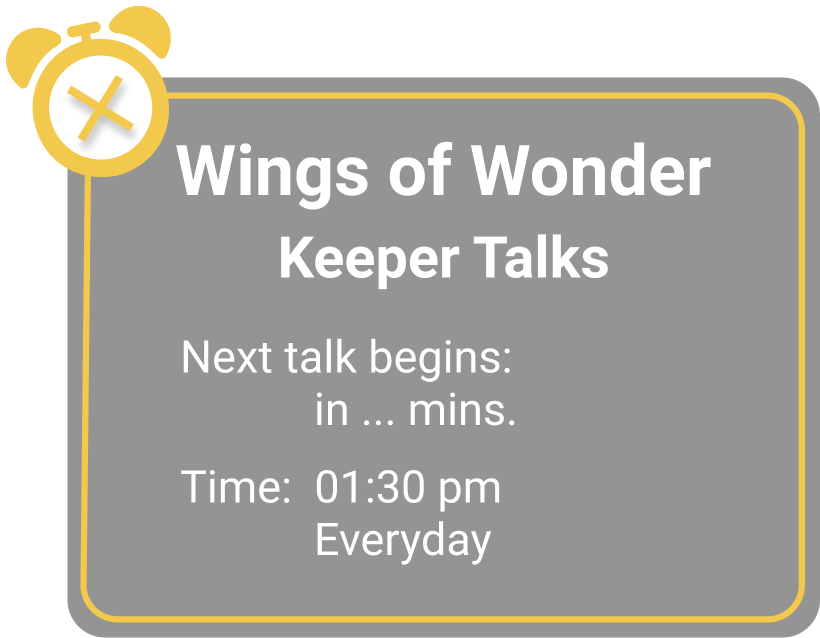 Wings of Wonder
Keeper Talks
Next talk begins:
in ... mins.
Time: 01:30 pm
Everyday